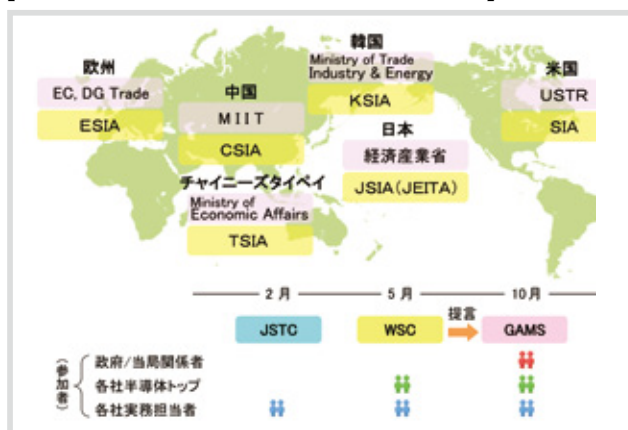 韓国
Ministry of Trade
Industry & Energy
KSIA
欧州
EC, DG Trade
ESIA
中国
MIIT
CSIA
米国
USTR
SIA
日本
経済産業省
JSIA(JEITA)
チャイニーズタイペイ
Ministry of
Economic Affairs
TSIA
2月 5月 10月
JSTC WSC 提言 GAMS
(参加者)
政府/当局関係者
各社半導体トップ
各社実務担当者